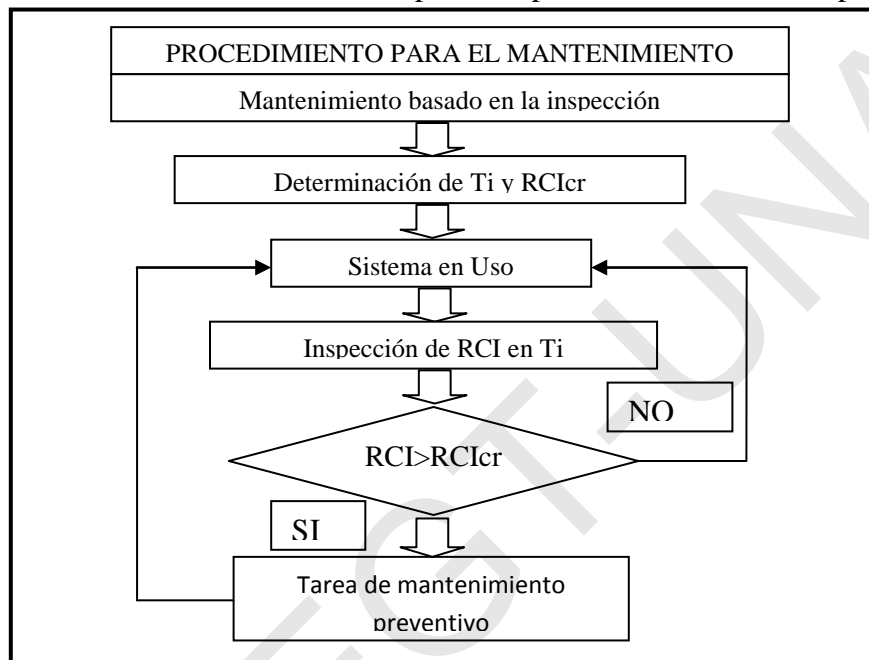 PROCEDIMIENTO PARA EL MANTENIMIENTO
Mantenimiento basado en la inspección
Determinación de Ti y RCIcr
Sistema en Uso
Inspección de RCI en Ti
NO
RCI>RCIcr
SI
Tarea de mantenimiento
preventivo